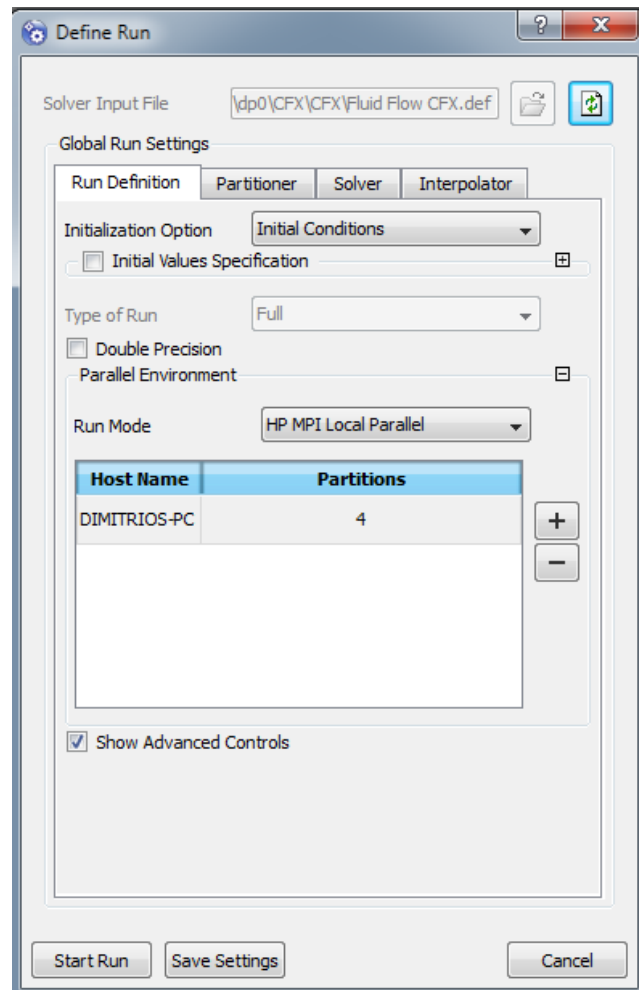 Define Run
?
X
Solver Input File \dp0\CFX\CFX\Fluid Flow CFX.def
Global Run Settings
Run Definition Partitioner Solver Interpolator
Initialization Option Initial Conditions
Initial Values Specification
Type of Run Full
Double Precision
Parallel Environment
Run Mode HP MPI Local Parallel
Host Name Partitions
DIMITRIOS-PC 4
+
−
Show Advanced Controls
Start Run Save Settings Cancel